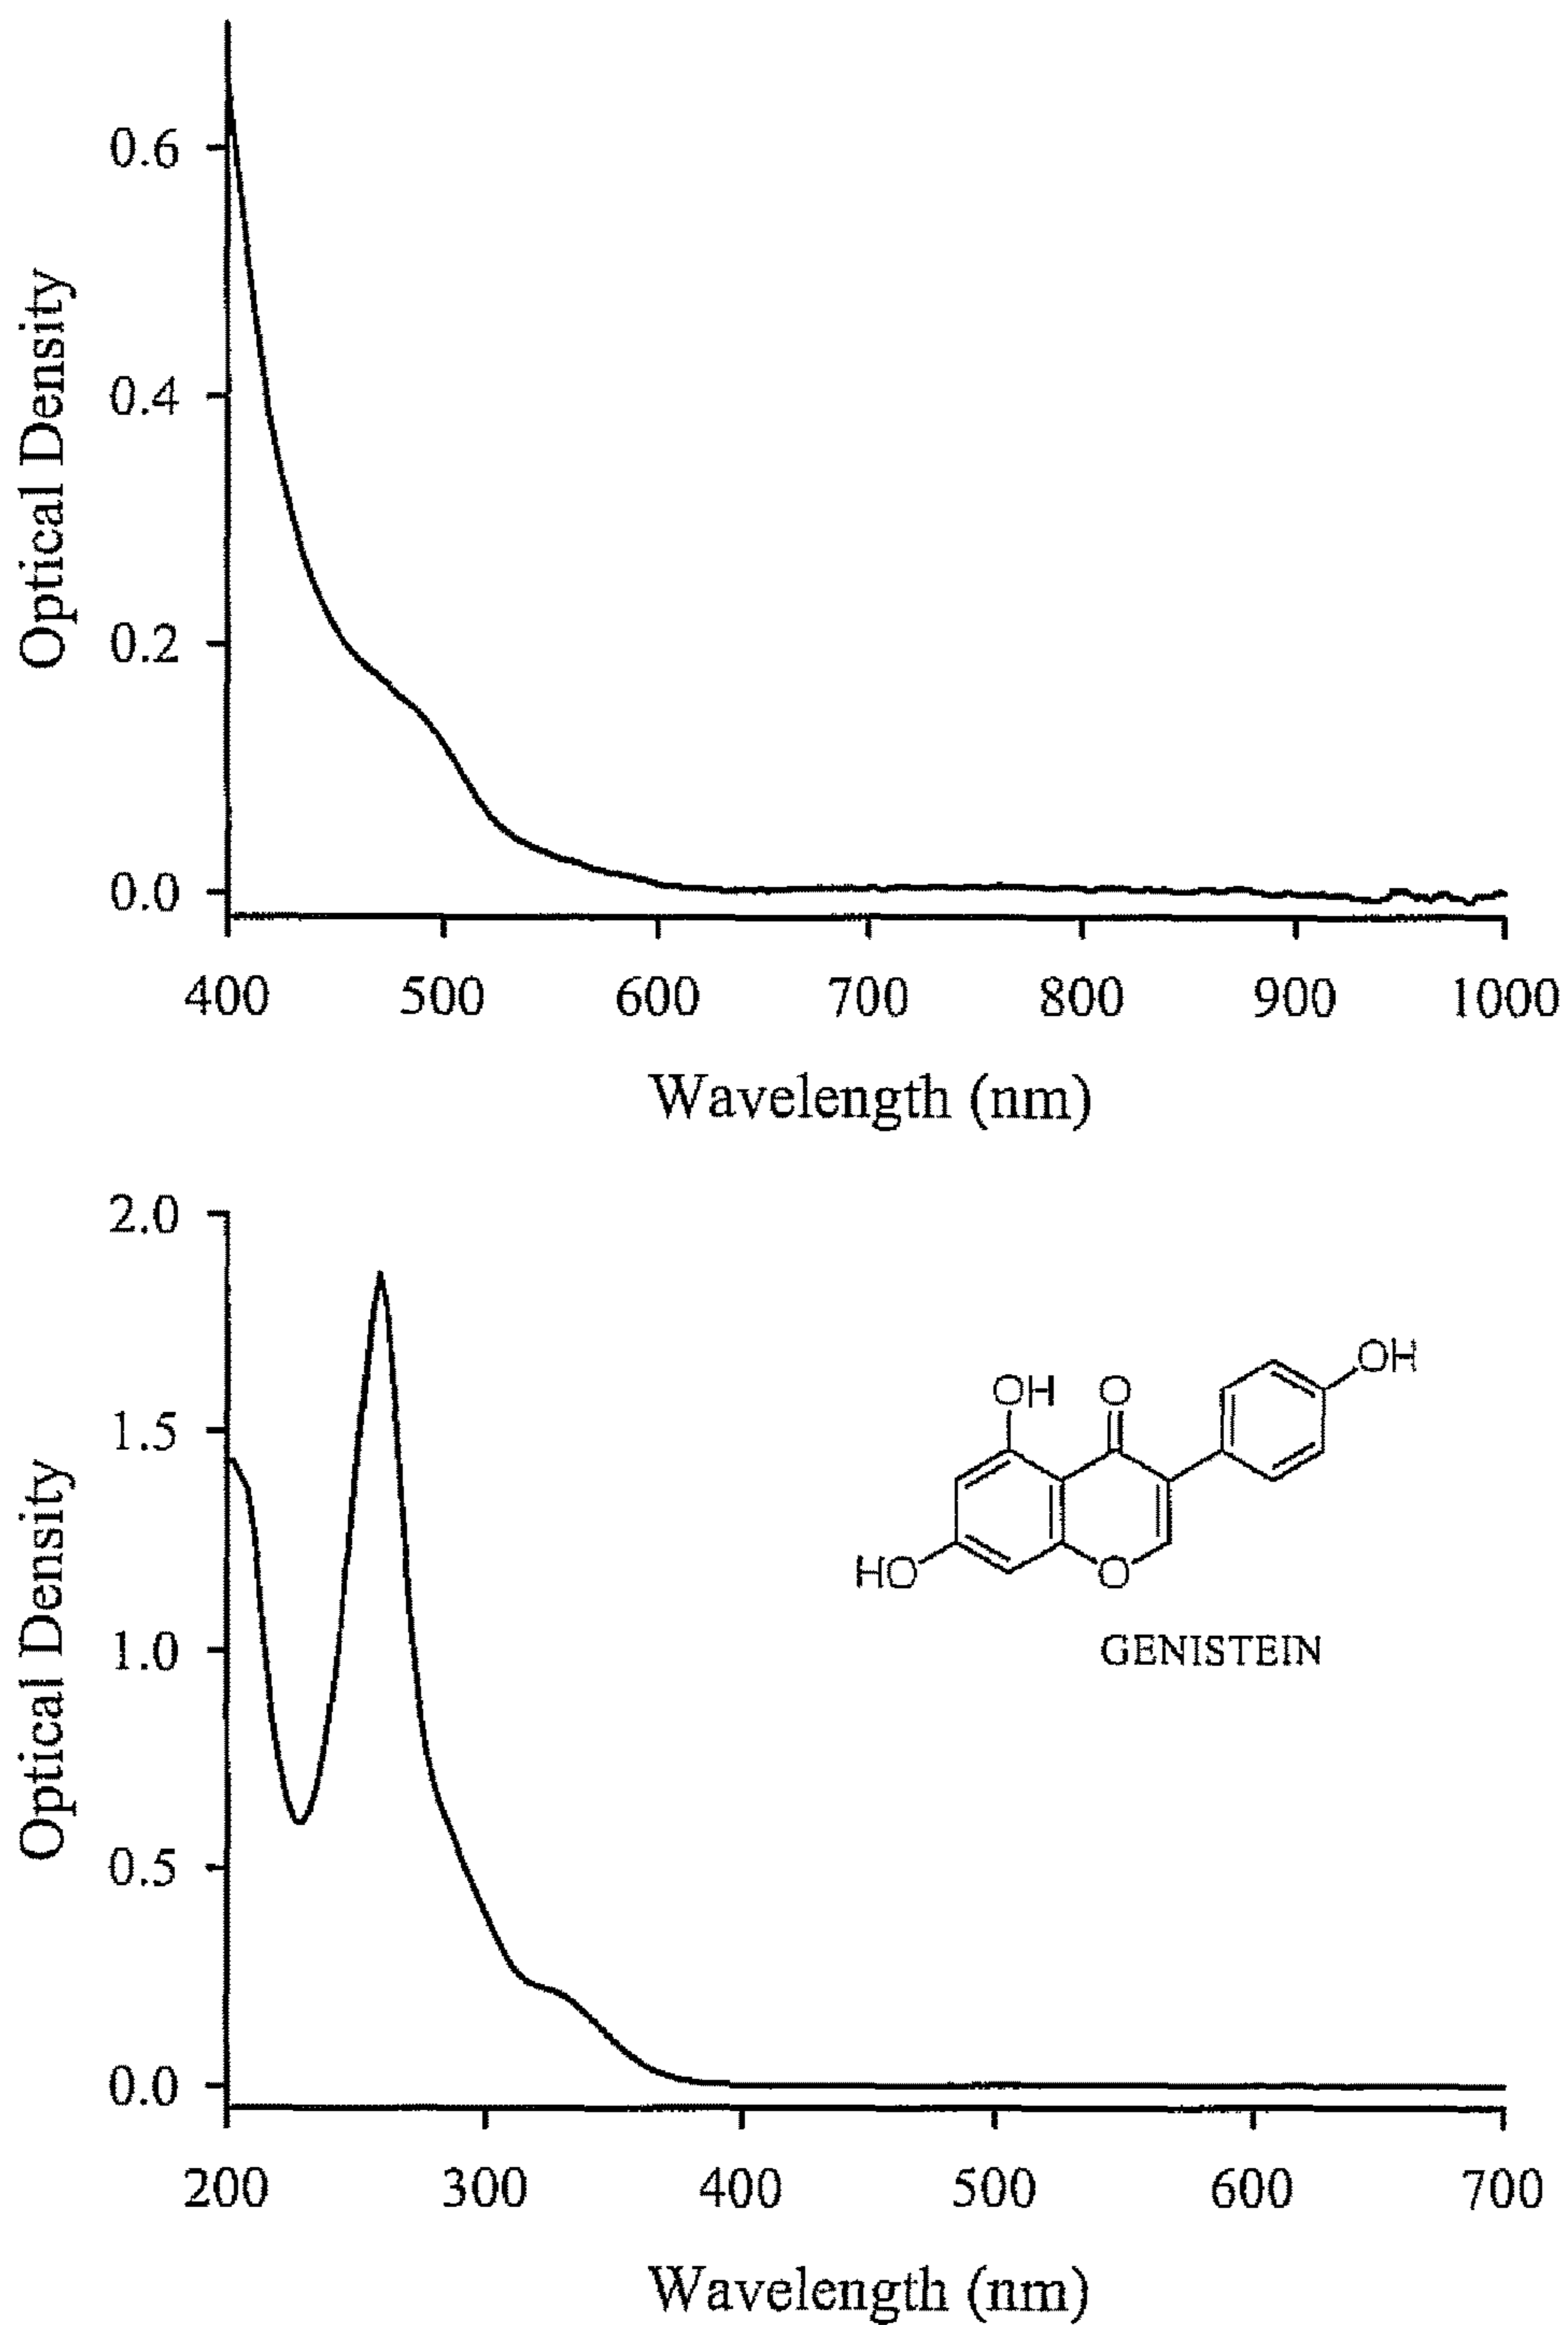 Optical Density
0.6
0.4
0.2
0.0
400 500 600 700 800 900 1000
Wavelength (nm)
Optical Density
2.0
1.5
1.0
0.5
0.0
OH
OH O
HO O
GENISTEIN
200 300 400 500 600 700
Wavelength (nm)